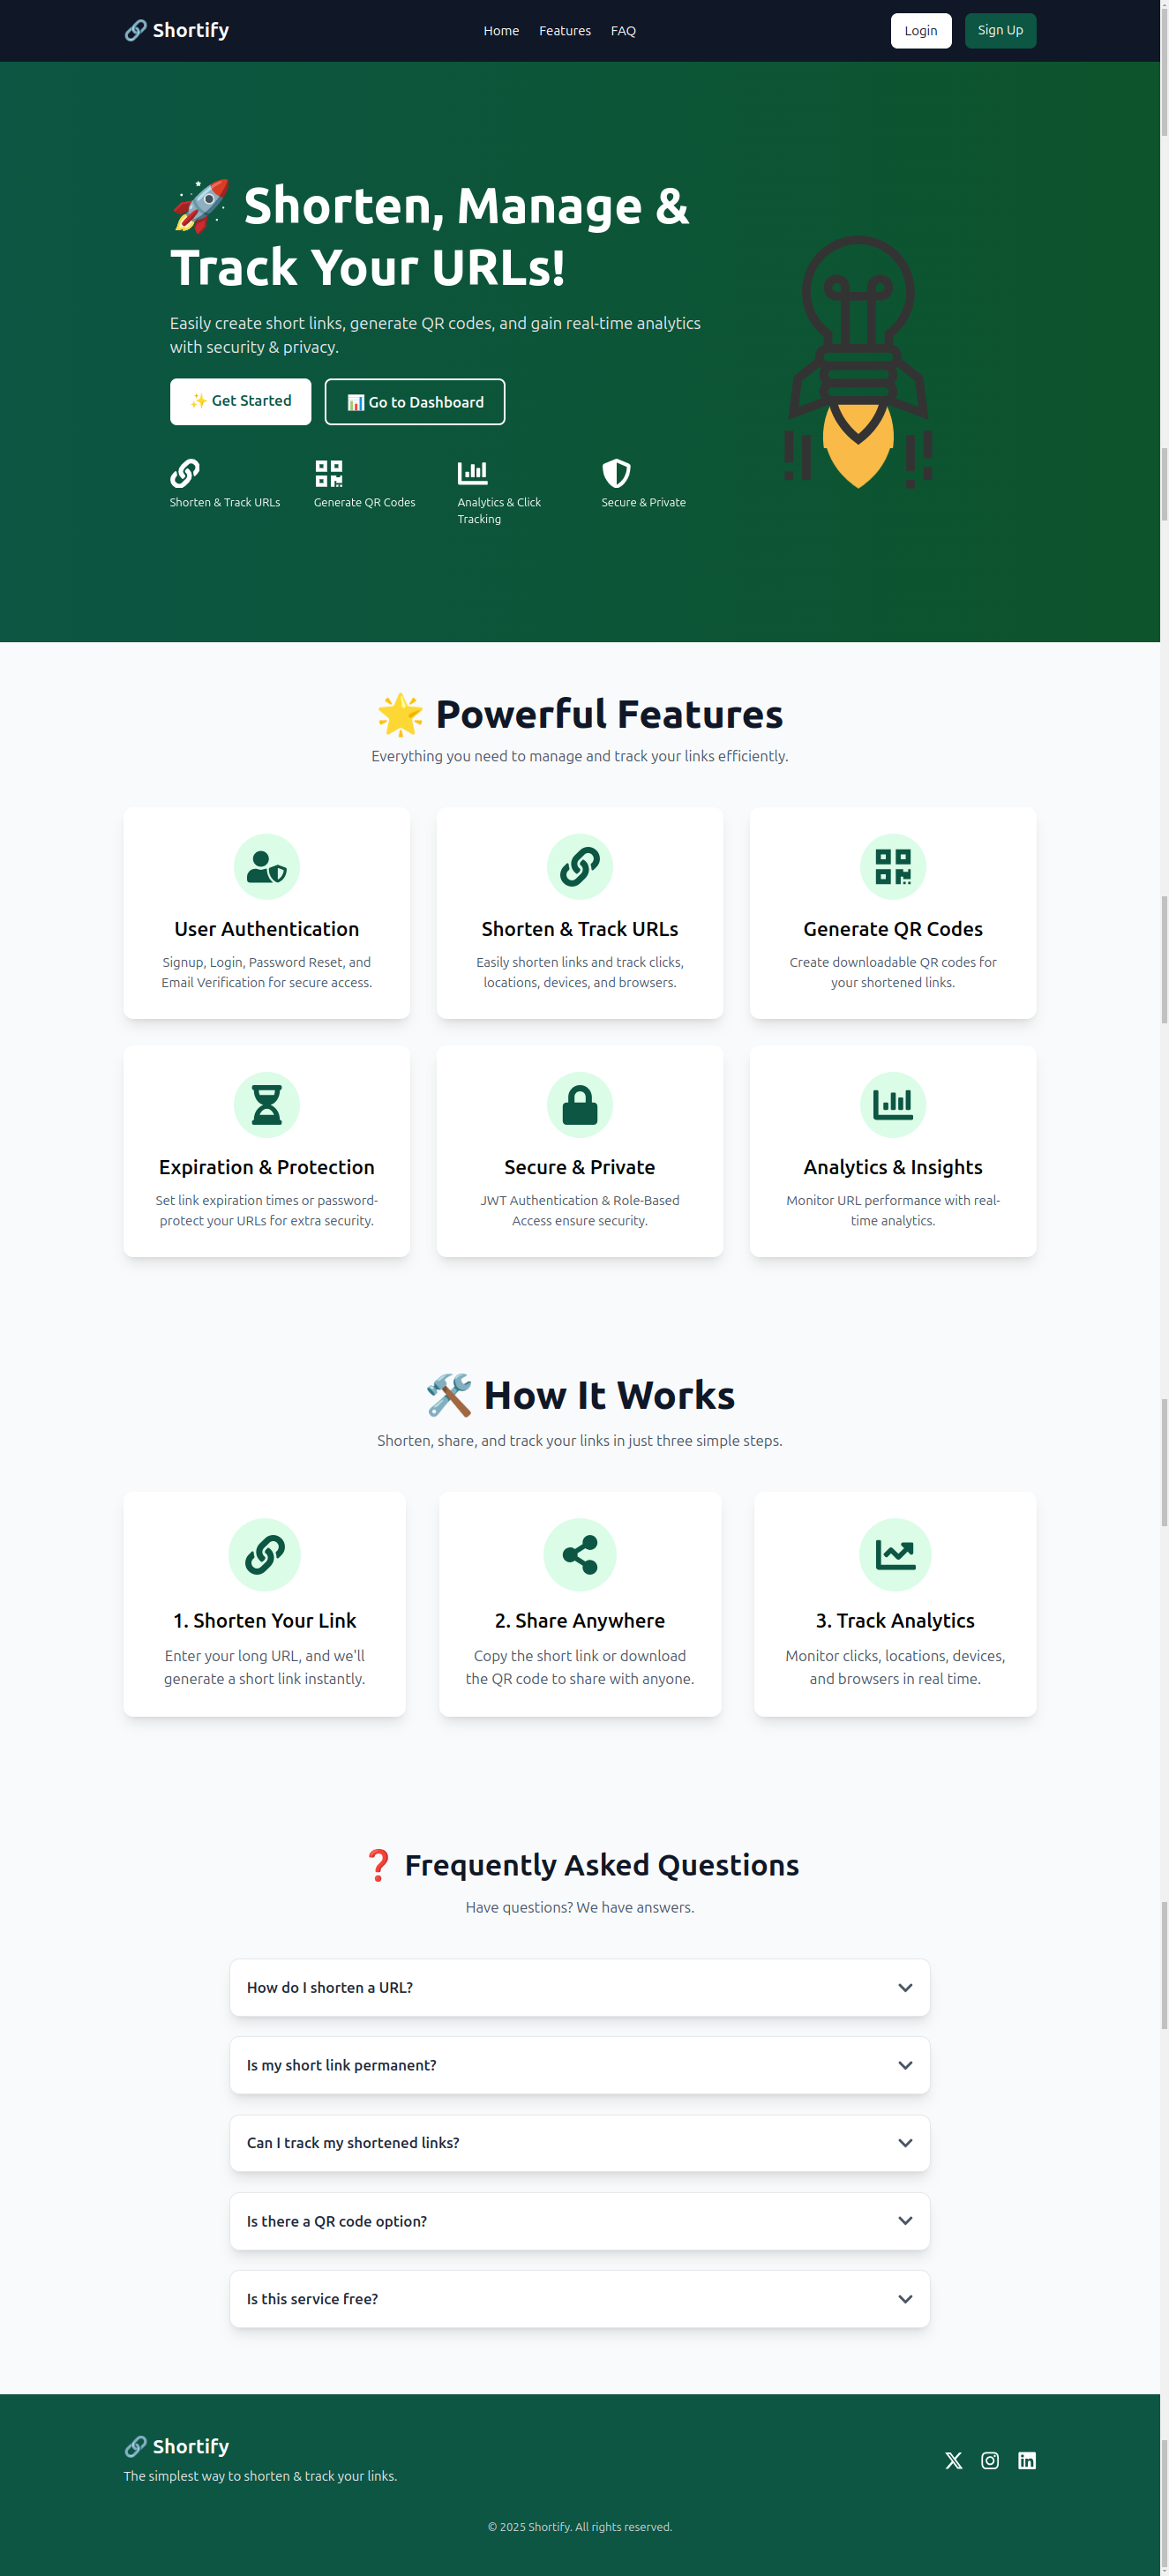 🔗 Shortify
Home Features FAQ
Login Sign Up
🚀 Shorten, Manage &
Track Your URLs!
Easily create short links, generate QR codes, and gain real-time analytics
with security & privacy.
✨ Get Started
📊 Go to Dashboard
Shorten & Track URLs
Generate QR Codes
Analytics & Click
Tracking
Secure & Private
🌟 Powerful Features
Everything you need to manage and track your links efficiently.
User Authentication
Signup, Login, Password Reset, and
Email Verification for secure access.
Shorten & Track URLs
Easily shorten links and track clicks,
locations, devices, and browsers.
Generate QR Codes
Create downloadable QR codes for
your shortened links.
Expiration & Protection
Set link expiration times or password-
protect your URLs for extra security.
Secure & Private
JWT Authentication & Role-Based
Access ensure security.
Analytics & Insights
Monitor URL performance with real-
time analytics.
🛠️ How It Works
Shorten, share, and track your links in just three simple steps.
1. Shorten Your Link
Enter your long URL, and we'll
generate a short link instantly.
2. Share Anywhere
Copy the short link or download
the QR code to share with anyone.
3. Track Analytics
Monitor clicks, locations, devices,
and browsers in real time.
❓ Frequently Asked Questions
Have questions? We have answers.
How do I shorten a URL?
Is my short link permanent?
Can I track my shortened links?
Is there a QR code option?
Is this service free?
🔗 Shortify
The simplest way to shorten & track your links.
© 2025 Shortify. All rights reserved.